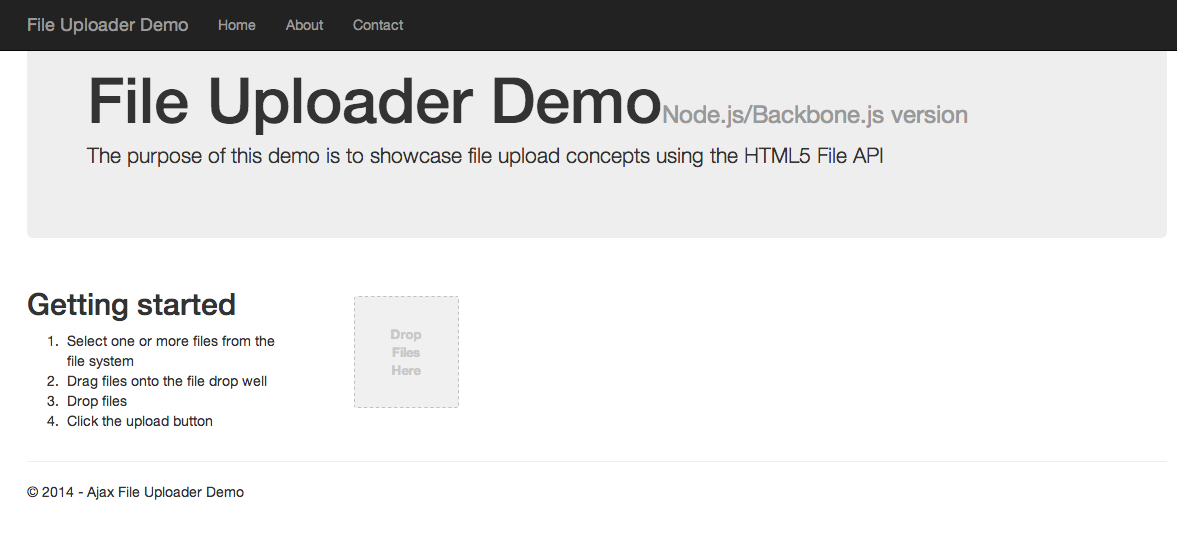 File Uploader Demo Home About Contact
File Uploader Demo Node.js/Backbone.js version
The purpose of this demo is to showcase file upload concepts using the HTML5 File API
Getting started
1. Select one or more files from the
file system
2. Drag files onto the file drop well
3. Drop files
4. Click the upload button
Drop
Files
Here
© 2014 - Ajax File Uploader Demo